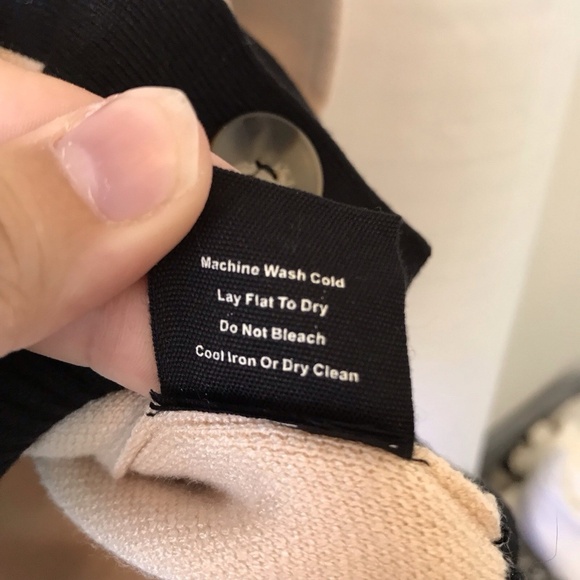 Machine Wash Cold
Lay Flat To Dry
Do Not Bleach
Cool Iron Or Dry Clean